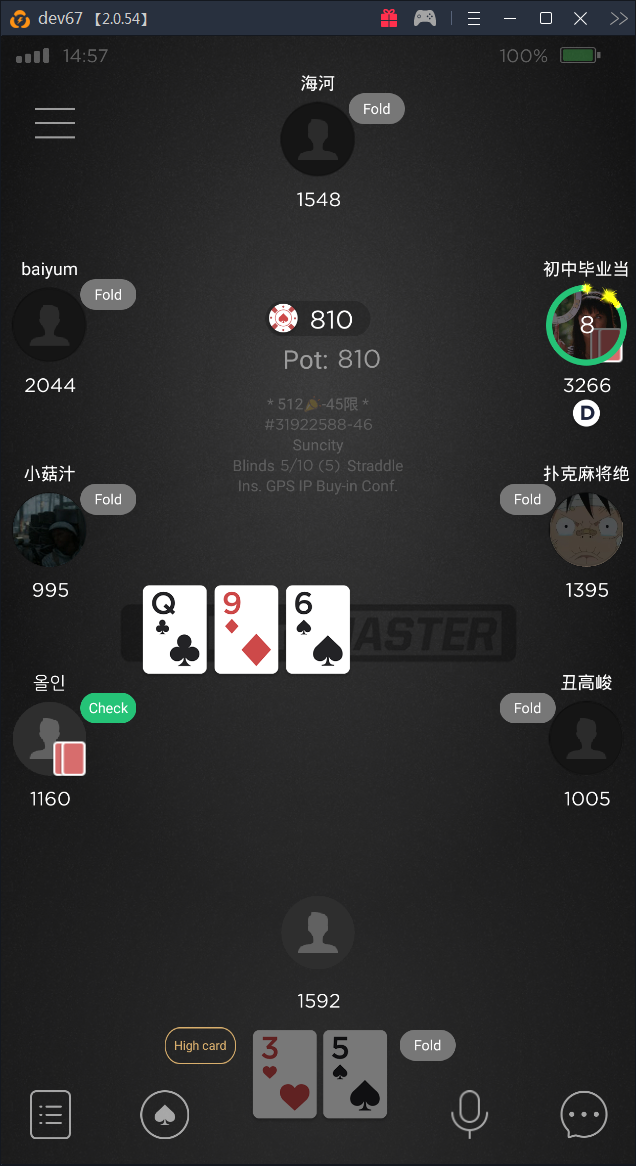 dev67 【2.0.54】
14:57
100%
海河
Fold
1548
baiyum
Fold
2044
初中毕业当
8
3266
D
810
Pot: 810
* 512🌽-45限 *
#31922588-46
Suncity
Blinds 5/10 (5) Straddle
Ins. GPS IP Buy-in Conf.
小菇汁
Fold
995
扑克麻将绝
Fold
1395
Q
9
6
MASTER
올인
Check
1160
丑高峻
Fold
1005
1592
High card
3
5
Fold